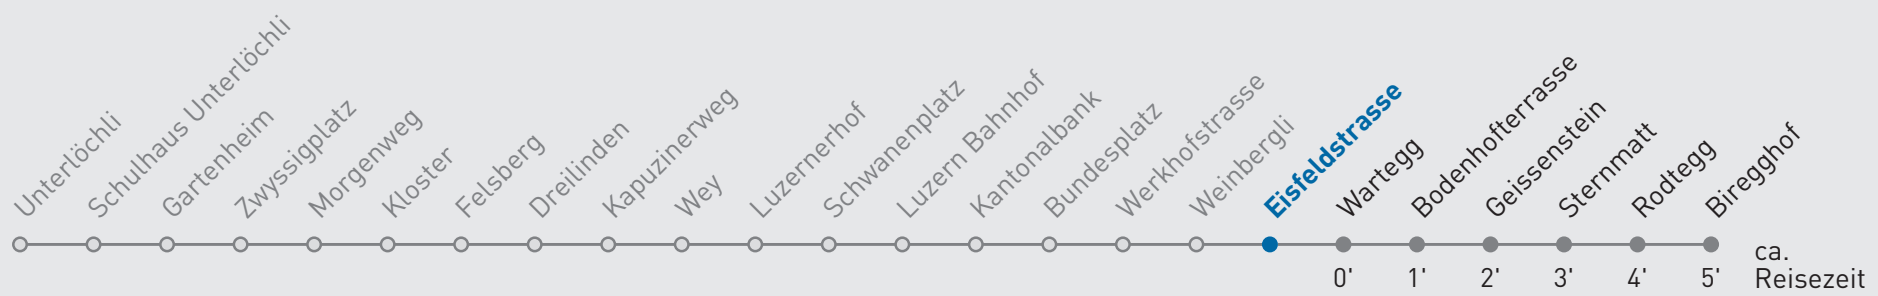 Unterlöchli
Schulhaus Unterlöchli
Gartenheim
Zwyssigplatz
Morgenweg
Kloster
Felsberg
Dreilinden
Kapuzinerweg
Wey
Luzernerhof
Schwanenplatz
Luzern Bahnhof
Kantonalbank
Bundesplatz
Werkhofstrasse
Weinbergli
Eisfeldstrasse
Wartegg
Bodenhofterrasse
Geissenstein
Sternmatt
Rodtegg
Biregghof
0' 1' 2' 3' 4' 5'
ca.
Reisezeit